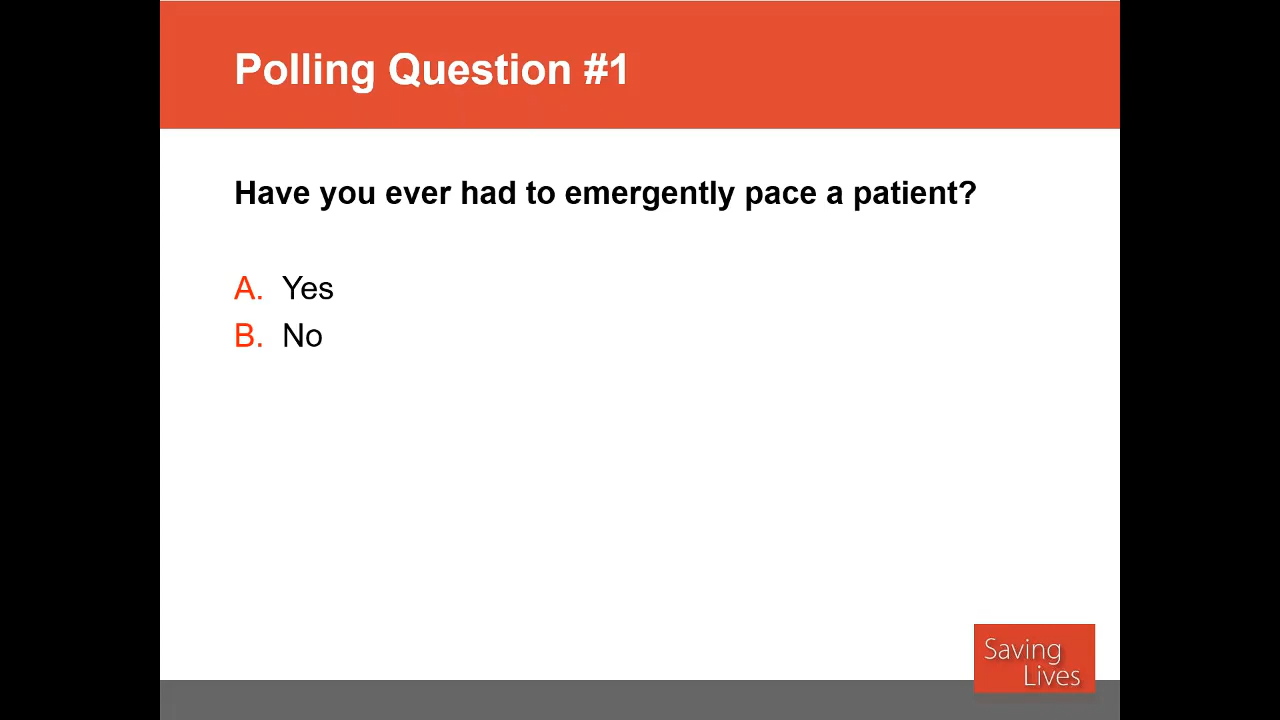 Polling Question #1
Have you ever had to emergently pace a patient?
A. Yes
B. No
Saving
Lives